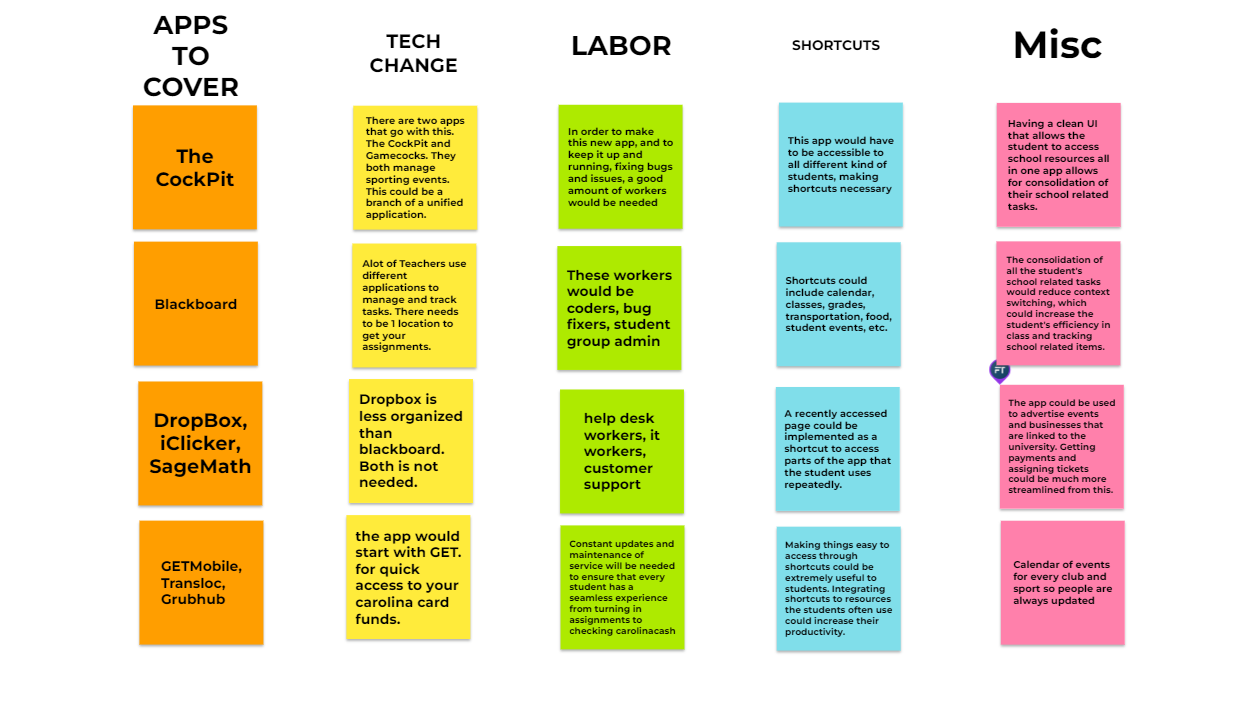 APPS
TO
COVER
TECH
CHANGE
LABOR
SHORTCUTS
Misc
The
CockPit
There are two apps
that go with this.
The CockPit and
Gamecocks. They
both manage
sporting events.
This could be a
branch of a unified
application.
In order to make
this new app, and to
keep it up and
running, fixing bugs
and issues, a good
amount of workers
would be needed
This app would have
to be accessible to
all different kind of
students, making
shortcuts necessary
Having a clean UI
that allows the
student to access
school resources all
in one app allows
for consolidation of
their school related
tasks.
Blackboard
Alot of Teachers use
different
applications to
manage and track
tasks. There needs
to be 1 location to
get your
assignments.
These workers
would be
coders, bug
fixers, student
group admin
Shortcuts could
include calendar,
classes, grades,
transportation, food,
student events, etc.
The consolidation of
all the student's
school related tasks
would reduce context
switching, which
could increase the
student's efficiency in
class and tracking
school related items.
FT
DropBox,
iClicker,
SageMath
Dropbox is
less organized
than
blackboard.
Both is not
needed.
help desk
workers, it
workers,
customer
support
A recently accessed
page could be
implemented as a
shortcut to access
parts of the app that
the student uses
repeatedly.
The app could be used
to advertise events
and businesses that
are linked to the
university. Getting
payments and
assigning tickets
could be much more
streamlined from this.
GETMobile,
Transloc,
Grubhub
the app would
start with GET.
for quick
access to your
carolina card
funds.
Constant updates and
maintenance of
service will be needed
to ensure that every
student has a
seamless experience
from turning in
assignments to
checking carolinacash
Making things easy to
access through
shortcuts could be
extremely useful to
students. Integrating
shortcuts to resources
the students often use
could increase their
productivity.
Calendar of events
for every club and
sport so people are
always updated